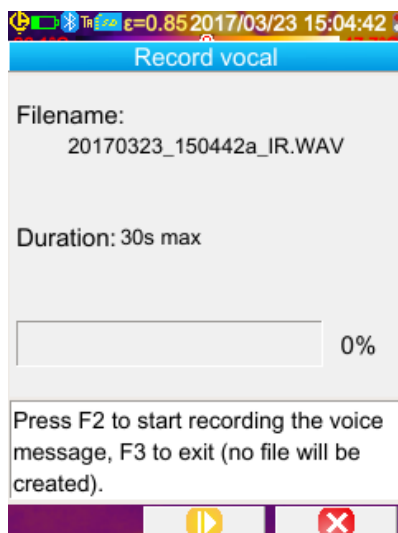 ε=0.85 2017/03/23 15:04:42
Record vocal
Filename:
20170323_150442a_IR.WAV
Duration: 30s max
0%
Press F2 to start recording the voice
message, F3 to exit (no file will be
created).